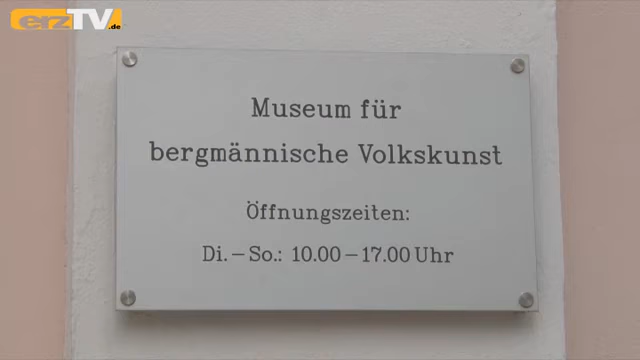 erzTV.de
Museum für
bergmännische Volkskunst
Öffnungszeiten:
Di. – So.: 10.00 – 17.00 Uhr